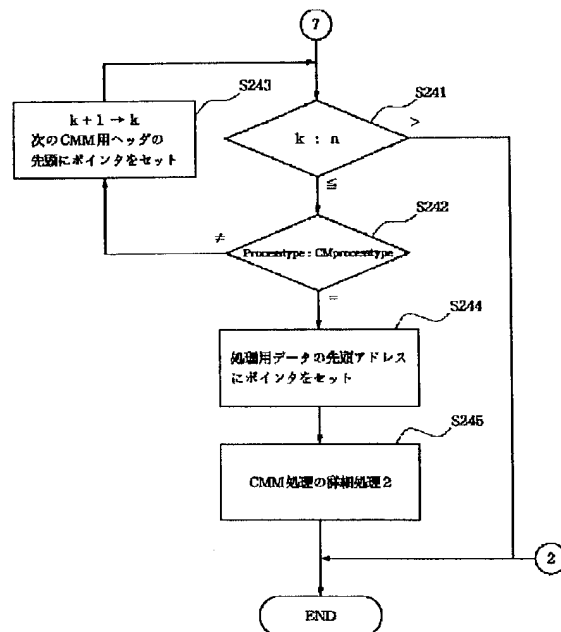 7
S243
k+1→k
次のCMM用ヘッダの
先頭にポインタをセット
S241
k : n
>
≦
S242
Processtype : CMprocesstype
≠
=
S244
処理用データの先頭アドレス
にポインタをセット
S245
CMM処理の詳細処理2
2
END